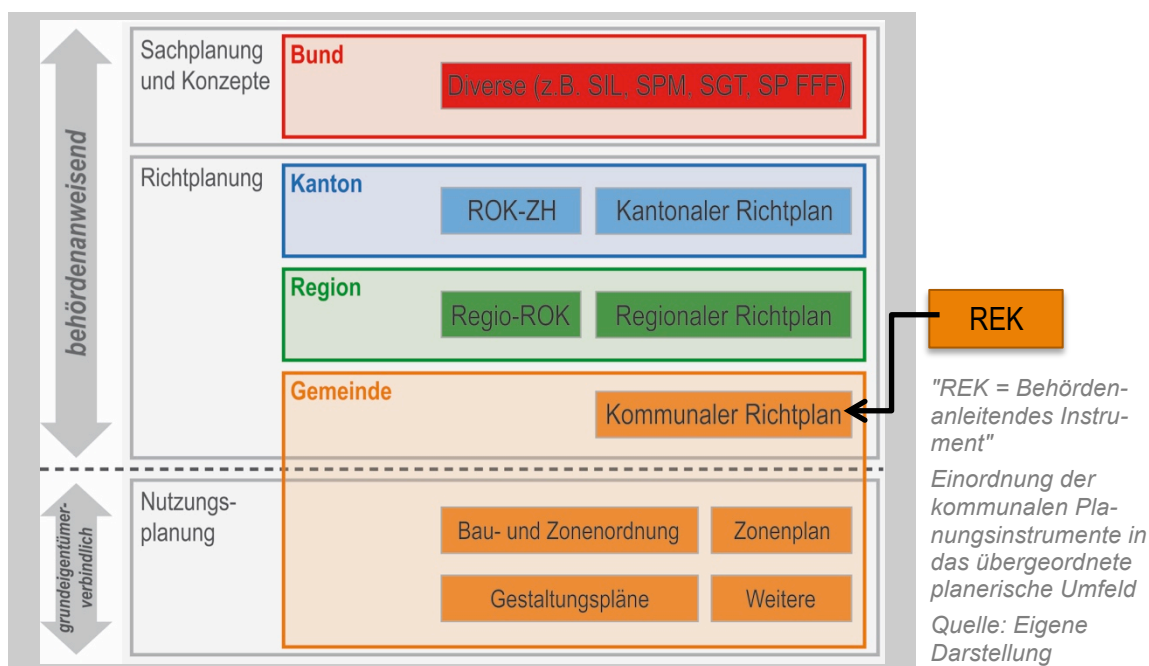 behördenanweisend
Sachplanung
und Konzepte
Bund
Diverse (z.B. SIL, SPM, SGT, SP FFF)
Richtplanung
Kanton
ROK-ZH
Kantonaler Richtplan
Region
Regio-ROK
Regionaler Richtplan
Gemeinde
Kommunaler Richtplan
grundeigentümer-
verbindlich
Nutzungs-
planung
Bau- und Zonenordnung
Zonenplan
Gestaltungspläne
Weitere
REK
"REK = Behörden-
anleitendes Instru-
ment"
Einordnung der
kommunalen Pla-
nungsinstrumente in
das übergeordnete
planerische Umfeld
Quelle: Eigene
Darstellung